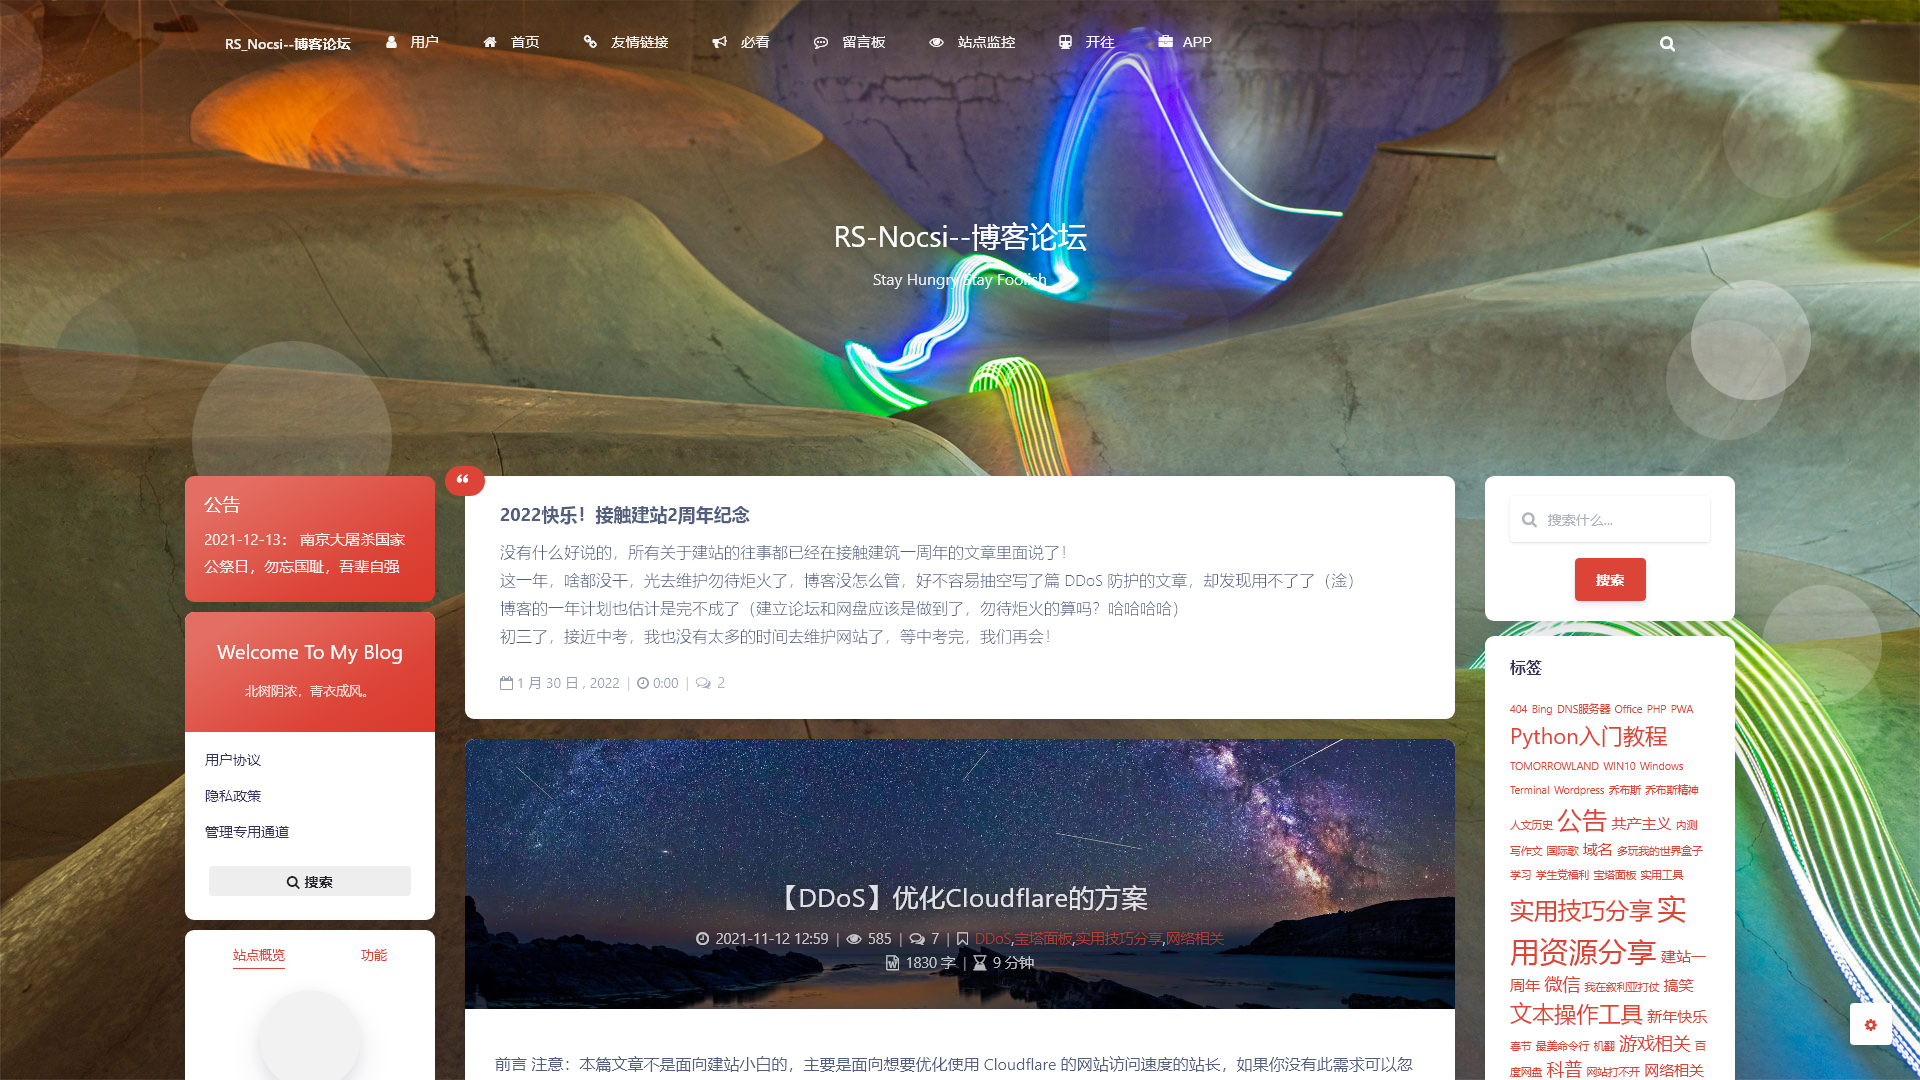 RS_Nocsi--博客论坛
用户
首页
友情链接
必看
留言板
站点监控
开往
APP
RS-Nocsi--博客论坛
Stay Hungry Stay Foolish
公告
2021-12-13： 南京大屠杀国家
公祭日，勿忘国耻，吾辈自强
Welcome To My Blog
北树阴浓，青衣成风。
用户协议
隐私政策
管理专用通道
搜索
站点概览
功能
2022快乐！接触建站2周年纪念
没有什么好说的，所有关于建站的往事都已经在接触建筑一周年的文章里面说了！
这一年，啥都没干，光去维护勿待炬火了，博客没怎么管，好不容易抽空写了篇 DDoS 防护的文章，却发现用不了了（淦）
博客的一年计划也估计是完不成了（建立论坛和网盘应该是做到了，勿待炬火的算吗？哈哈哈哈）
初三了，接近中考，我也没有太多的时间去维护网站了，等中考完，我们再会！
1 月 30 日 , 2022 | 0:00 | 2
【DDoS】优化Cloudflare的方案
2021-11-12 12:59 | 585 | 7 | DDoS,宝塔面板,实用技巧分享,网络相关
1830 字 | 9 分钟
前言 注意：本篇文章不是面向建站小白的，主要是面向想要优化使用 Cloudflare 的网站访问速度的站长，如果你没有此需求可以忽
搜索什么...
搜索
标签
404 Bing DNS服务器 Office PHP PWA
Python入门教程
TOMORROWLAND WIN10 Windows
Terminal Wordpress 乔布斯 乔布斯精神
人文历史 公告 共产主义 内测
写作文 国际歌 域名 多玩我的世界盒子
学习 学生党福利 宝塔面板 实用工具
实用技巧分享 实
用资源分享 建站一
周年 微信 我在叙利亚打仗 搞笑
文本操作工具 新年快乐
春节 最美命令行 机翻 游戏相关 百
度网盘 科普 网站打不开 网络相关